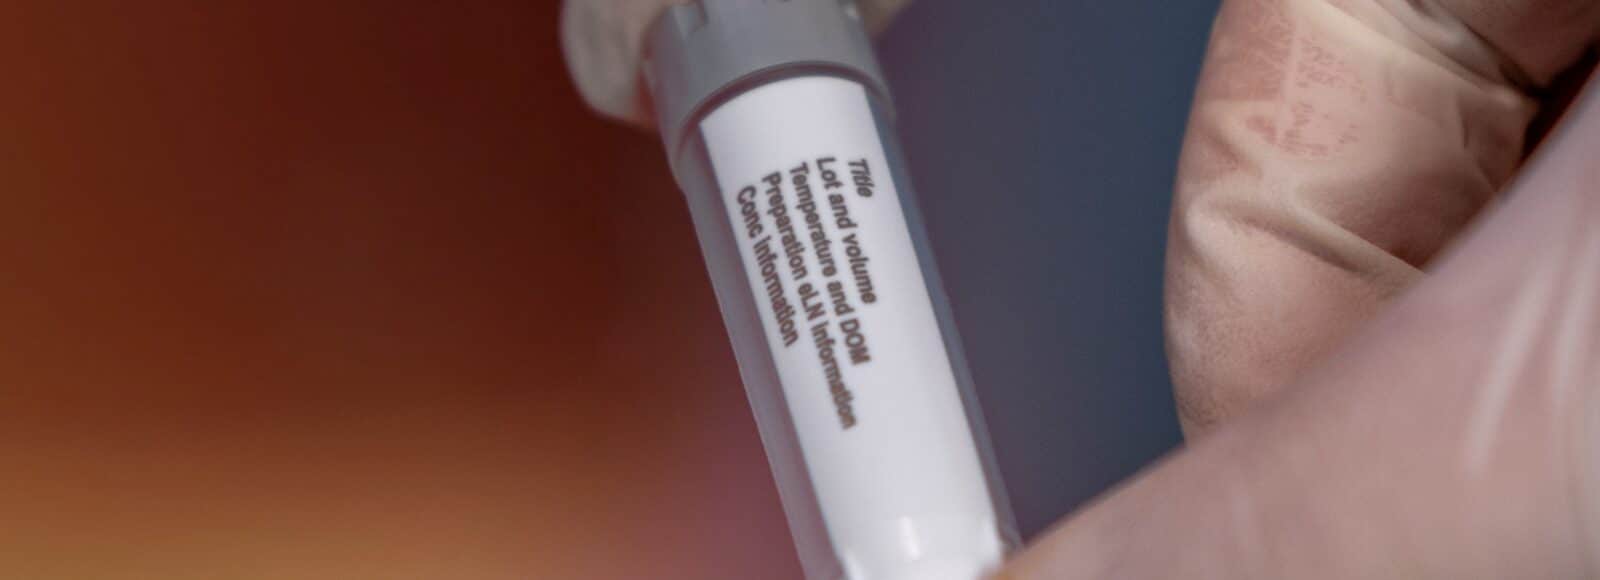 Title
Lot and volume
Temperature and DOM
Preparation eLN Information
Conc Information